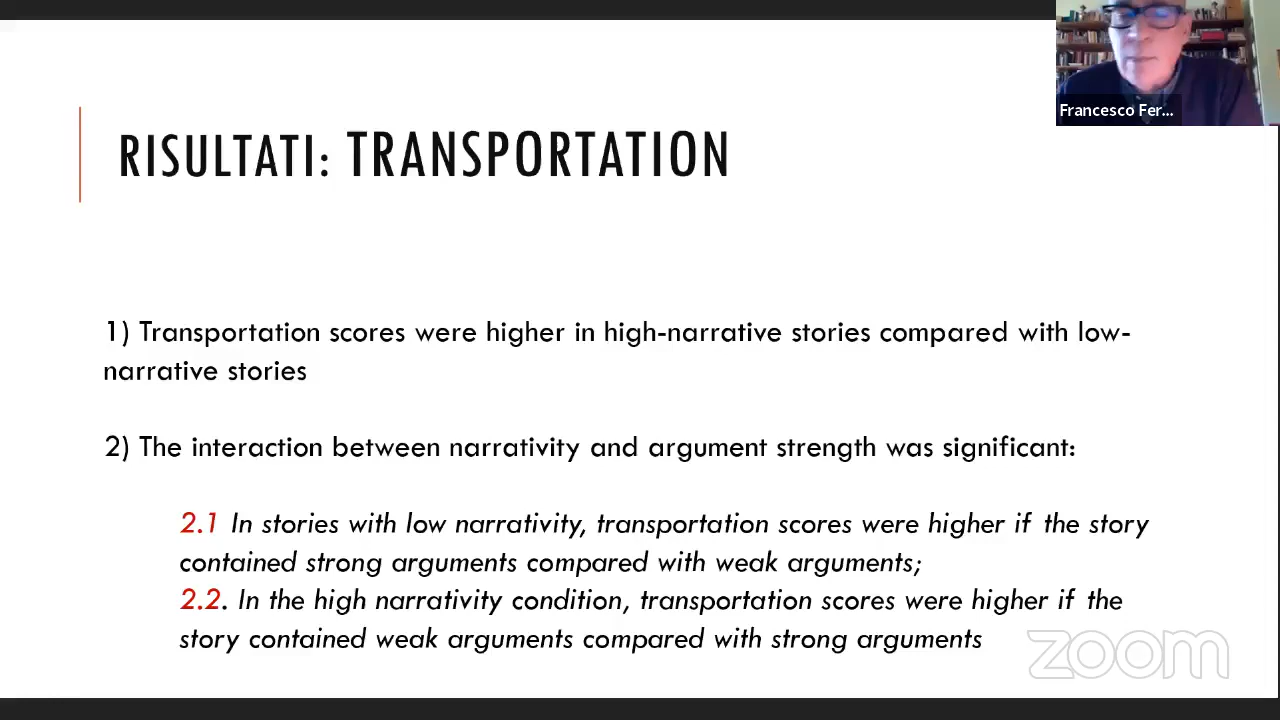 Francesco Fer...
RISULTATI: TRANSPORTATION
1) Transportation scores were higher in high-narrative stories compared with low-
narrative stories
2) The interaction between narrativity and argument strength was significant:
2.1 In stories with low narrativity, transportation scores were higher if the story
contained strong arguments compared with weak arguments;
2.2. In the high narrativity condition, transportation scores were higher if the
story contained weak arguments compared with strong arguments
zoom